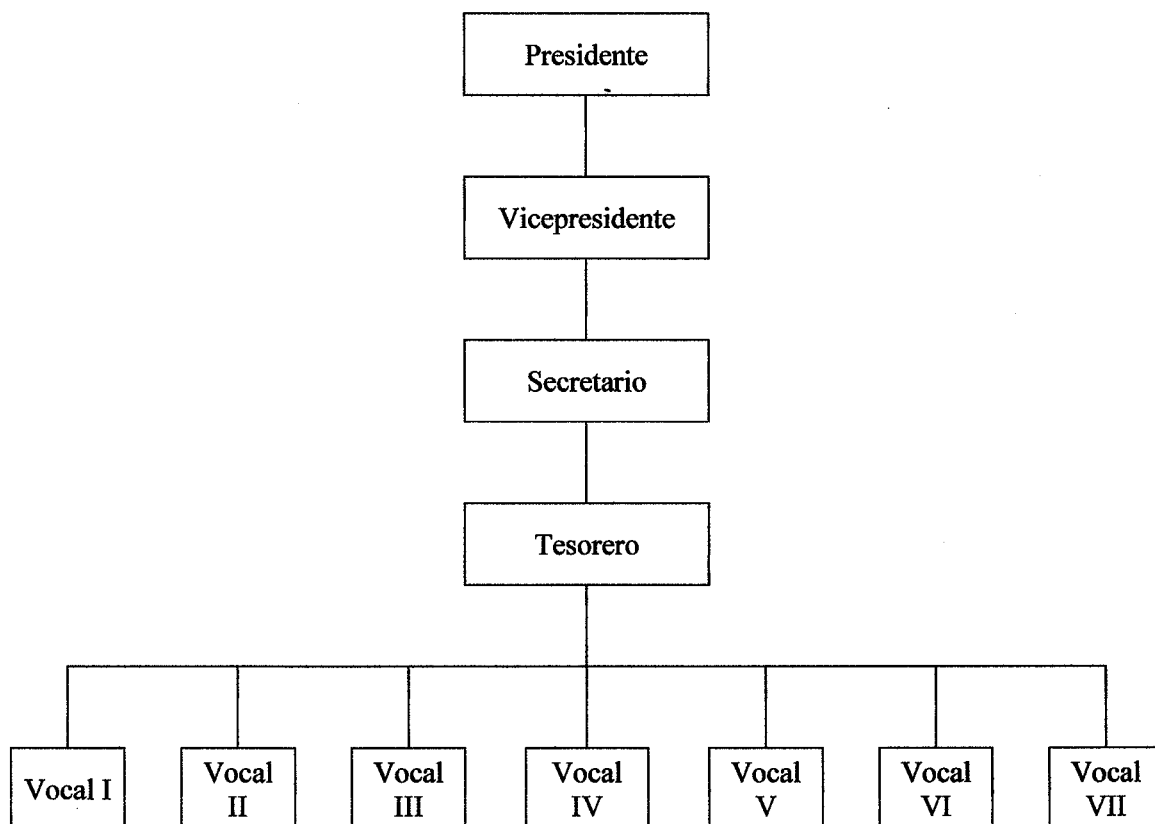 Presidente
Vicepresidente
Secretario
Tesorero
Vocal I
Vocal
II
Vocal
III
Vocal
IV
Vocal
V
Vocal
VI
Vocal
VII